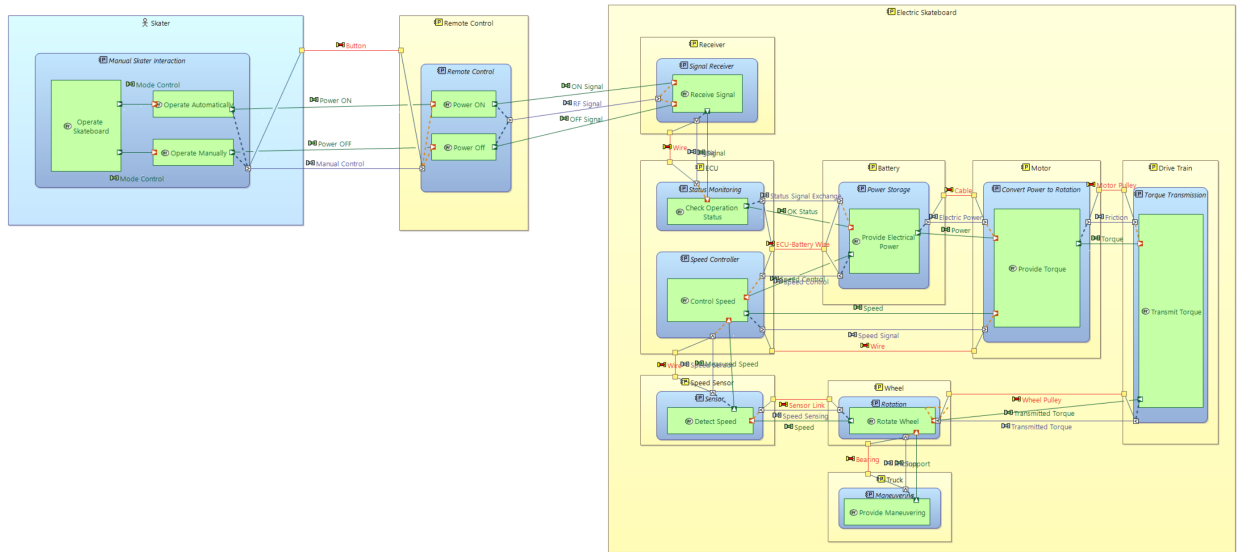 Skater
Remote Control
Electric Skateboard
Button
Receiver
Manual Skater Interaction
Remote Control
Signal Receiver
Mode Control
Operate Automatically
Power ON
Power ON
ON Signal
RF Signal
OFF Signal
Receive Signal
Operate
Skateboard
Operate Manually
Power OFF
Power Off
Manual Control
Mode Control
Wire
Signal
ECU
Battery
Motor
Drive Train
Status Monitoring
Status Signal Exchange
Power Storage
Cable
Convert Power to Rotation
Motor Pulley
Torque Transmission
Check Operation
Status
OK Status
Electric Power
Friction
Provide Electrical
Power
Power
Torque
ECU-Battery Wire
Speed Controller
Provide Torque
Speed Control
Control Speed
Speed
Transmit Torque
Speed Signal
Wire
Measured Speed
Speed Sensor
Wheel
Sensor
Sensor Link
Rotation
Wheel Pulley
Detect Speed
Speed Sensing
Speed
Rotate Wheel
Transmitted Torque
Transmitted Torque
Bearing
Support
Truck
Maneuvering
Provide Maneuvering